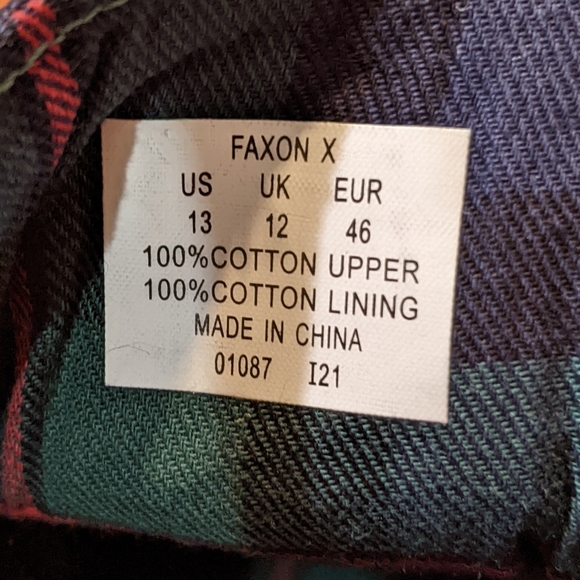 FAXON X
US UK EUR
13 12 46
100%COTTON UPPER
100%COTTON LINING
MADE IN CHINA
01087 I21